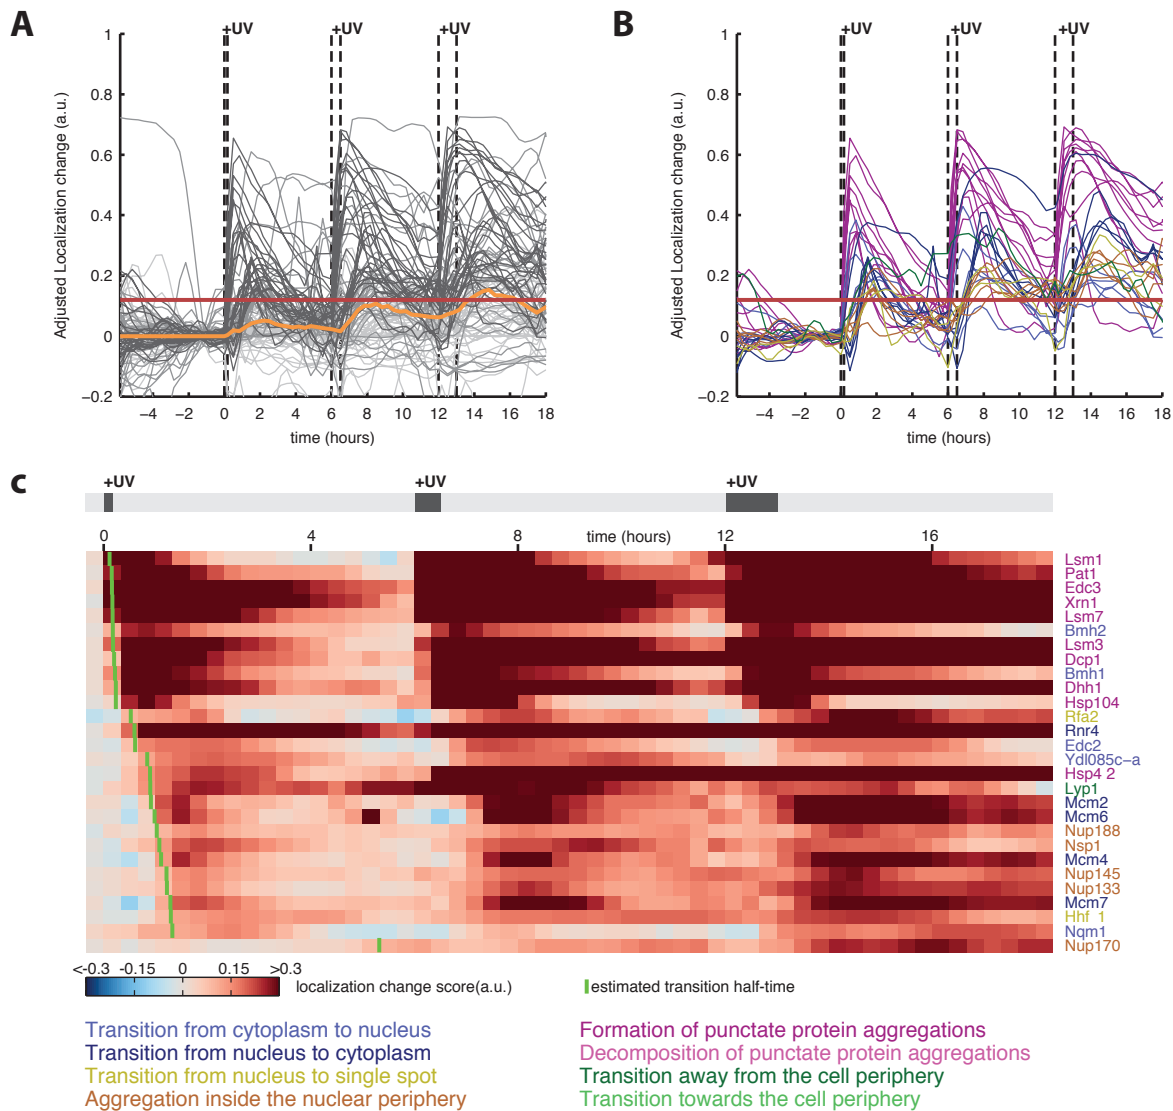 A
B
+UV +UV +UV
+UV +UV +UV
1
0.8
0.6
0.4
0.2
0
−0.2
Adjusted Localization change (a.u.)
−4 −2 0 2 4 6 8 10 12 14 16 18
time (hours)
1
0.8
0.6
0.4
0.2
0
−0.2
Adjusted Localization change (a.u.)
−4 −2 0 2 4 6 8 10 12 14 16 18
time (hours)
C
+UV +UV +UV
0 4 8 time (hours) 12 16
Lsm1
Pat1
Edc3
Xrn1
Lsm7
Bmh2
Lsm3
Dcp1
Bmh1
Dhh1
Hsp104
Rfa2
Rnr4
Edc2
Ydl085c−a
Hsp4 2
Lyp1
Mcm2
Mcm6
Nup188
Nsp1
Mcm4
Nup145
Nup133
Mcm7
Hhf 1
Nqm1
Nup170
<-0.3 -0.15 0 0.15 >0.3
localization change score(a.u.)
estimated transition half-time
Transition from cytoplasm to nucleus
Transition from nucleus to cytoplasm
Transition from nucleus to single spot
Aggregation inside the nuclear periphery
Formation of punctate protein aggregations
Decomposition of punctate protein aggregations
Transition away from the cell periphery
Transition towards the cell periphery